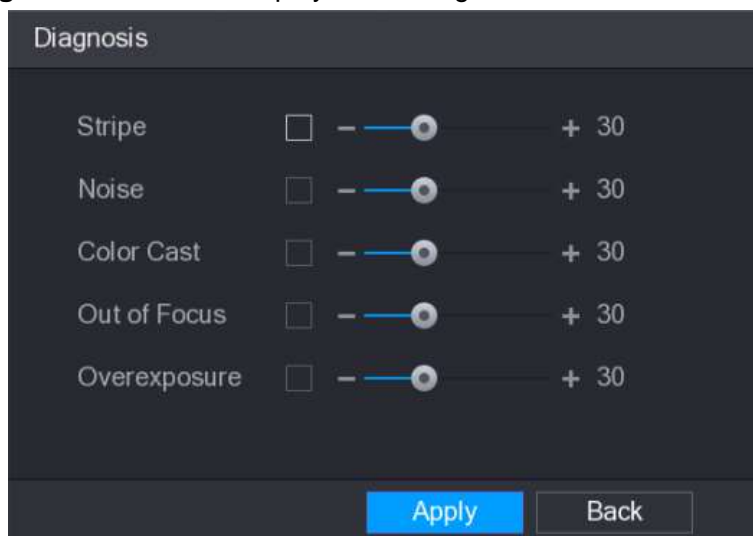 Diagnosis
Stripe - + 30
Noise - + 30
Color Cast - + 30
Out of Focus - + 30
Overexposure - + 30
Apply Back